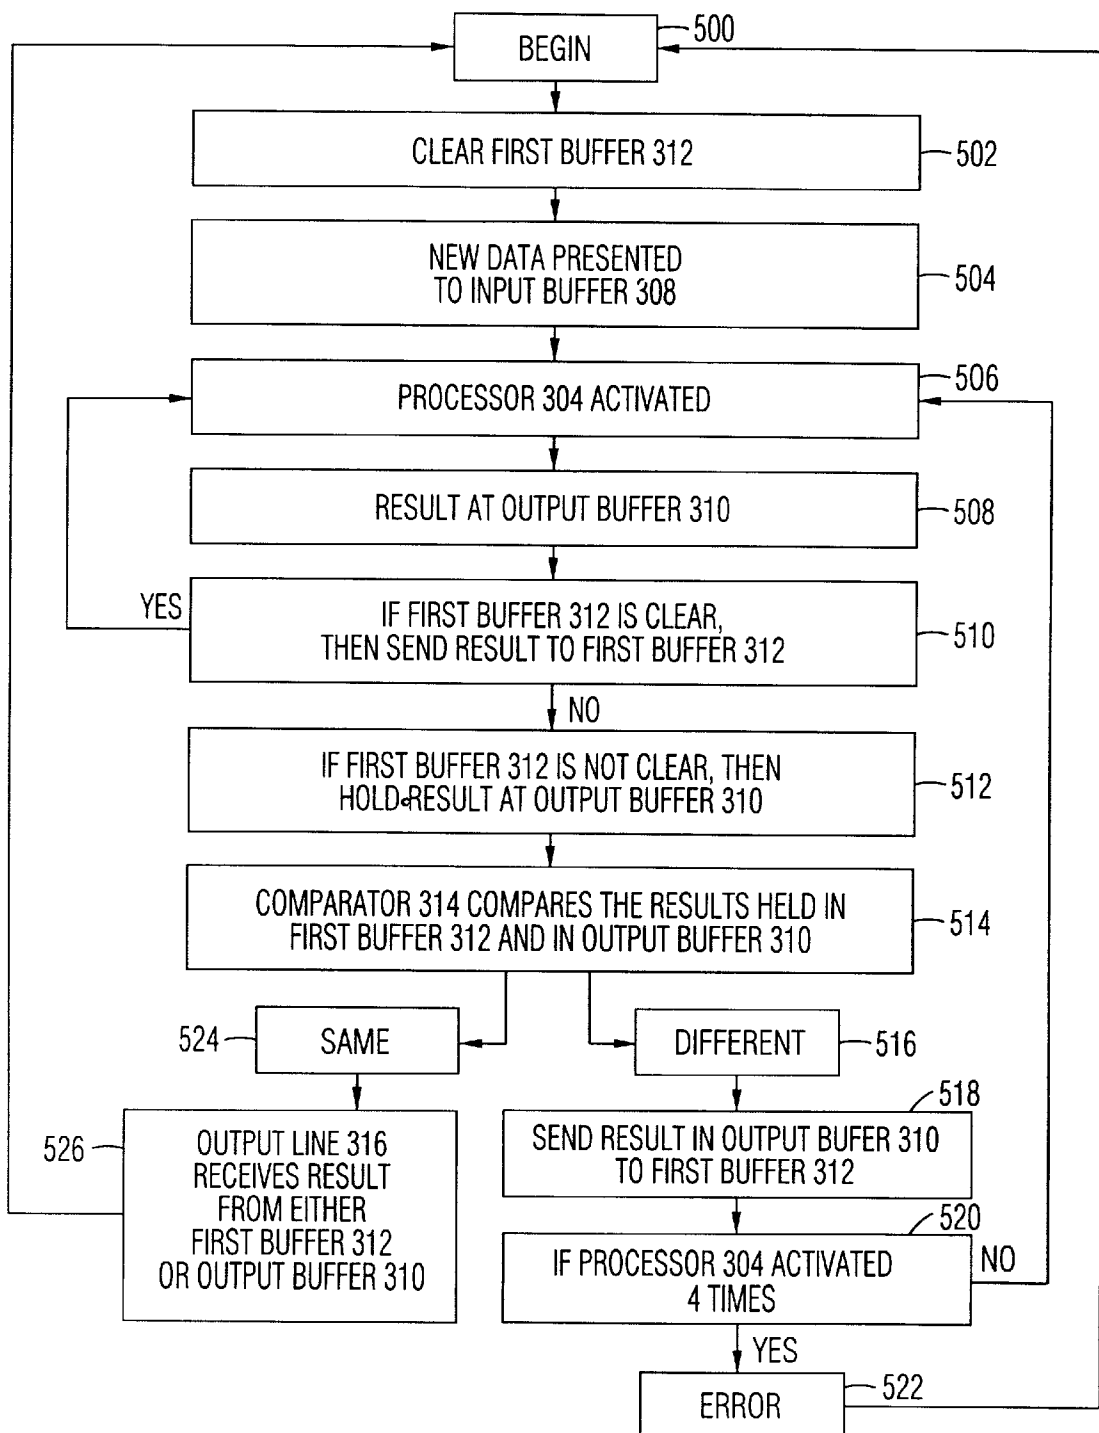 BEGIN
500
CLEAR FIRST BUFFER 312
502
NEW DATA PRESENTED
TO INPUT BUFFER 308
504
PROCESSOR 304 ACTIVATED
506
RESULT AT OUTPUT BUFFER 310
508
YES
IF FIRST BUFFER 312 IS CLEAR,
THEN SEND RESULT TO FIRST BUFFER 312
510
NO
IF FIRST BUFFER 312 IS NOT CLEAR, THEN
HOLD RESULT AT OUTPUT BUFFER 310
512
COMPARATOR 314 COMPARES THE RESULTS HELD IN
FIRST BUFFER 312 AND IN OUTPUT BUFFER 310
514
524
SAME
DIFFERENT
516
526
OUTPUT LINE 316
RECEIVES RESULT
FROM EITHER
FIRST BUFFER 312
OR OUTPUT BUFFER 310
518
SEND RESULT IN OUTPUT BUFER 310
TO FIRST BUFFER 312
520
IF PROCESSOR 304 ACTIVATED
4 TIMES
NO
YES
ERROR
522